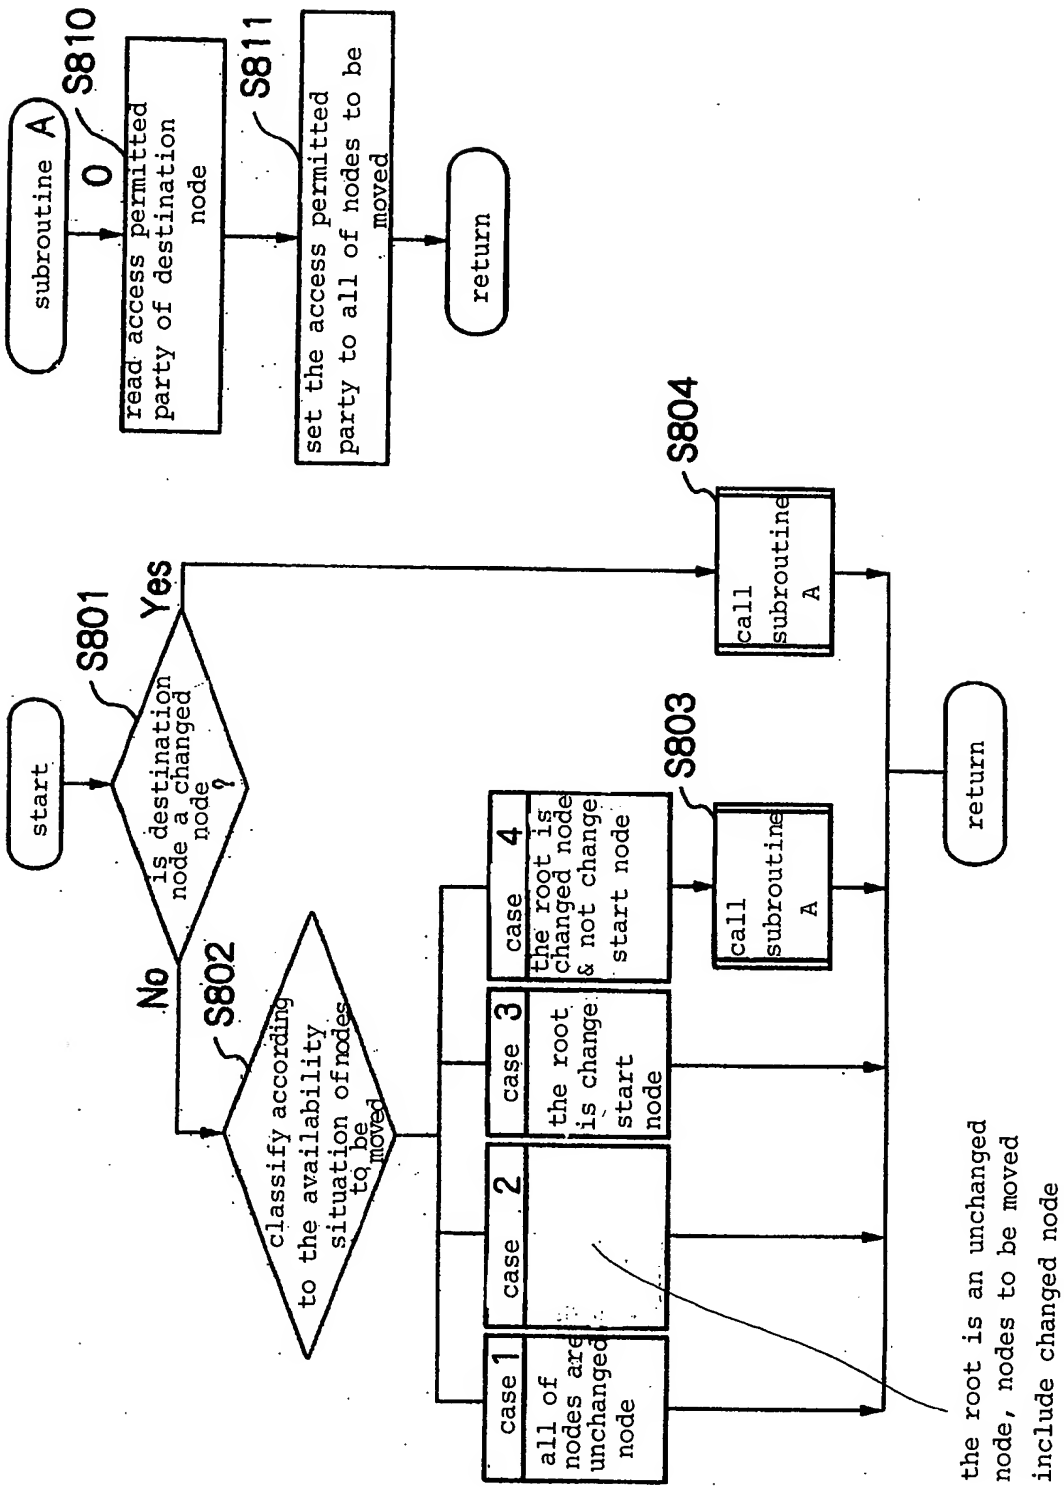 start
S801
is destination
node a changed
node
?
Yes
No
S802
classify according
to the availability
situation of nodes
to be
moved
case 1
all of
nodes are
unchanged
node
case 2
the root is an unchanged
node, nodes to be moved
include changed node
case 3
the root
is change
start
node
case 4
the root is
changed node
& not change
start node
S803
call
subroutine
A
S804
call
subroutine
A
return
subroutine A
0
S810
read access permitted
party of destination
node
S811
set the access permitted
party to all of nodes to be
moved
return